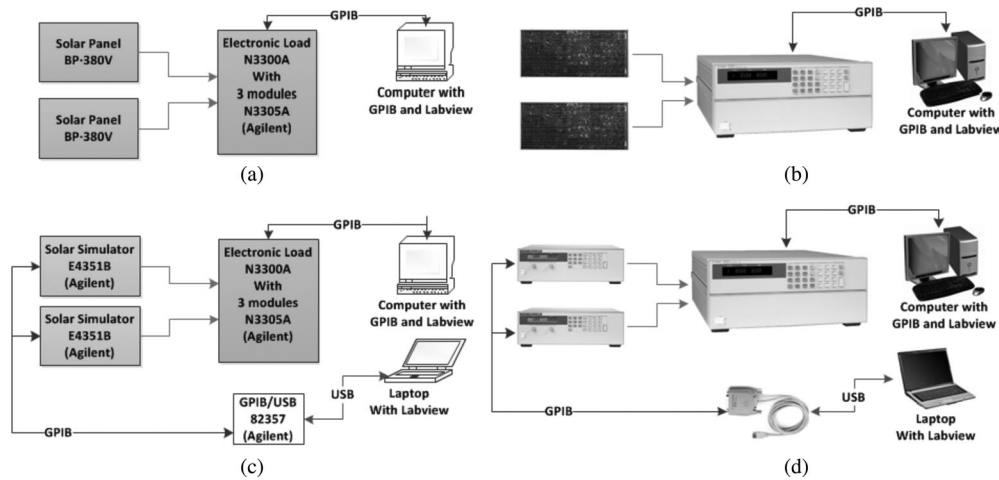 GPIB
Solar Panel
BP-380V
Solar Panel
BP-380V
Electronic Load
N3300A
With
3 modules
N3305A
(Agilent)
Computer with
GPIB and Labview
(a)
GPIB
Computer with
GPIB and Labview
(b)
GPIB
Solar Simulator
E4351B
(Agilent)
Solar Simulator
E4351B
(Agilent)
Electronic Load
N3300A
With
3 modules
N3305A
(Agilent)
Computer with
GPIB and Labview
USB
Laptop
With Labview
GPIB/USB
82357
(Agilent)
GPIB
(c)
GPIB
Computer with
GPIB and Labview
USB
Laptop
With Labview
GPIB
(d)